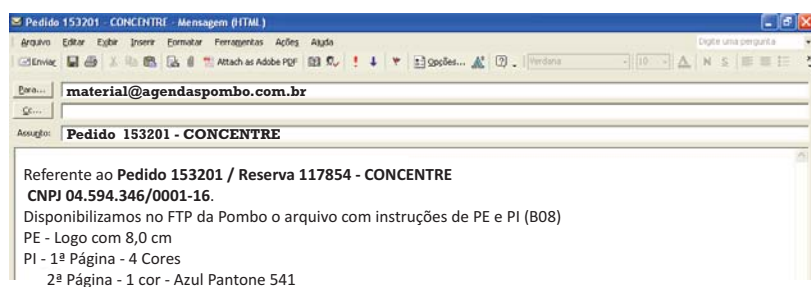 Pedido 153201 - CONCENTRE - Mensagem (HTML)
Arquivo Editar Exibir Inserir Formatar Ferramentas Ações Ajuda
Digite uma pergunta
Enviar Attach as Adobe PDF Opções... Verdana 10 A N S
Para... material@agendaspombo.com.br
Cc...
Assunto: Pedido 153201 - CONCENTRE
Referente ao Pedido 153201 / Reserva 117854 - CONCENTRE
CNPJ 04.594.346/0001-16.
Disponibilizamos no FTP da Pombo o arquivo com instruções de PE e PI (B08)
PE - Logo com 8,0 cm
PI - 1ª Página - 4 Cores
2ª Página - 1 cor - Azul Pantone 541